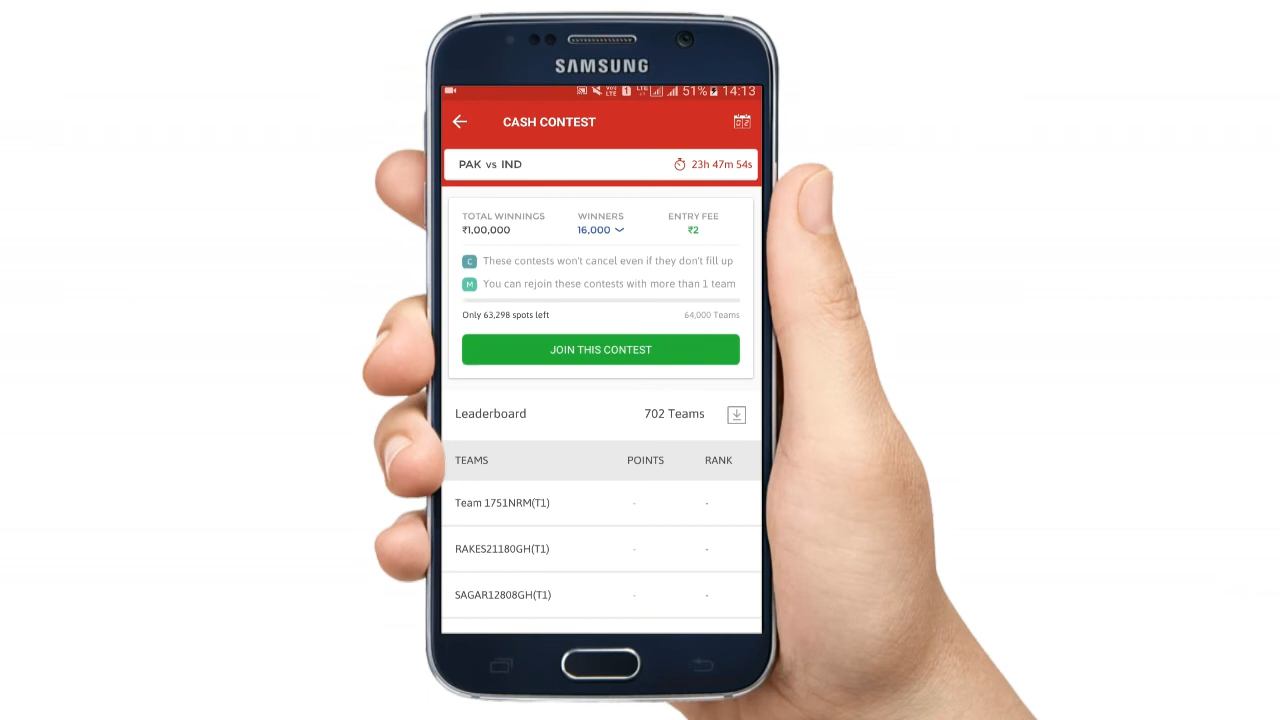 SAMSUNG
51% 14:13
CASH CONTEST
PAK vs IND 23h 47m 54s
TOTAL WINNINGS WINNERS ENTRY FEE
₹1,00,000 16,000 ₹2
C These contests won't cancel even if they don't fill up
M You can rejoin these contests with more than 1 team
Only 63,298 spots left 64,000 Teams
JOIN THIS CONTEST
Leaderboard 702 Teams
TEAMS POINTS RANK
Team 1751NRM(T1) - -
RAKES21180GH(T1) - -
SAGAR12808GH(T1) - -